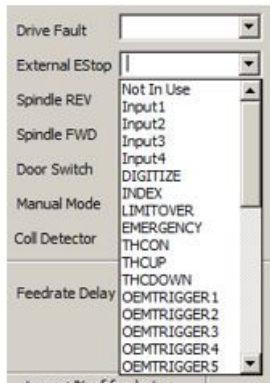 Drive Fault
External EStop
Not In Use
Spindle REV
Input1
Input2
Spindle FWD
Input3
Input4
Door Switch
DIGITIZE
INDEX
Manual Mode
LIMITOVER
EMERGENCY
Coll Detector
THCON
THCUP
THCDOWN
Feedrate Delay
OEMTRIGGER1
OEMTRIGGER2
OEMTRIGGER3
OEMTRIGGER4
OEMTRIGGER5